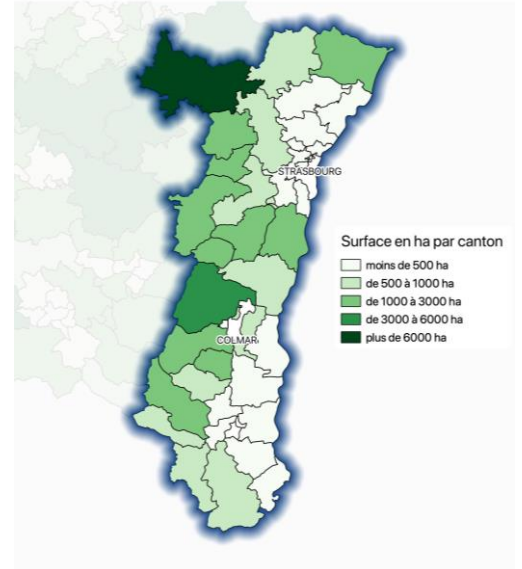 STRASBOURG
Surface en ha par canton
moins de 500 ha
de 500 à 1000 ha
de 1000 à 3000 ha
de 3000 à 6000 ha
plus de 6000 ha
COLMAR